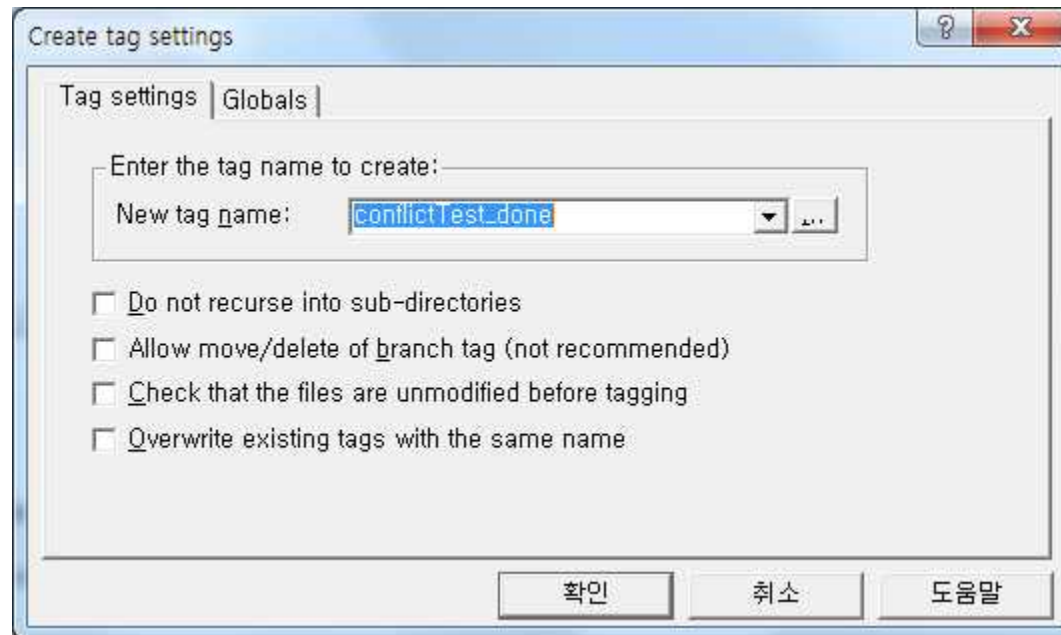 Create tag settings
Tag settings Globals
Enter the tag name to create:
New tag name: conflictTest_done ...
Do not recurse into sub-directories
Allow move/delete of branch tag (not recommended)
Check that the files are unmodified before tagging
Overwrite existing tags with the same name
확인 취소 도움말